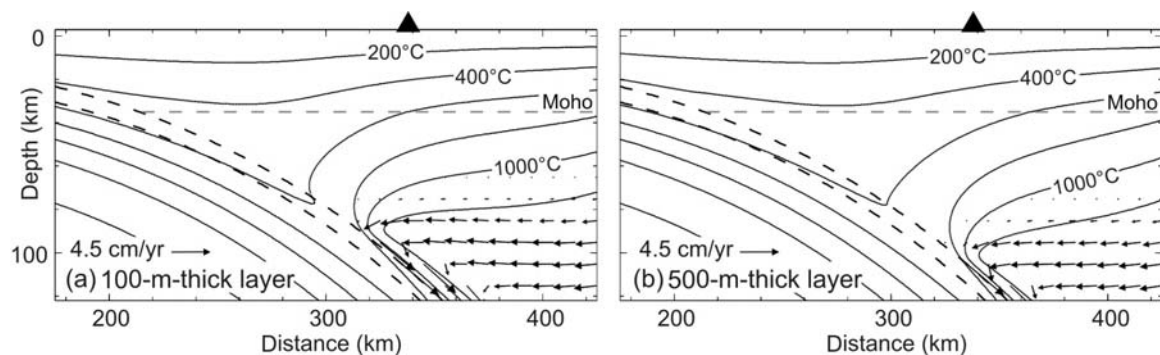 0
100
Depth (km)
200°C
400°C
Moho
1000°C
4.5 cm/yr
(a) 100-m-thick layer
200
300
400
Distance (km)
200°C
400°C
Moho
1000°C
4.5 cm/yr
(b) 500-m-thick layer
200
300
400
Distance (km)